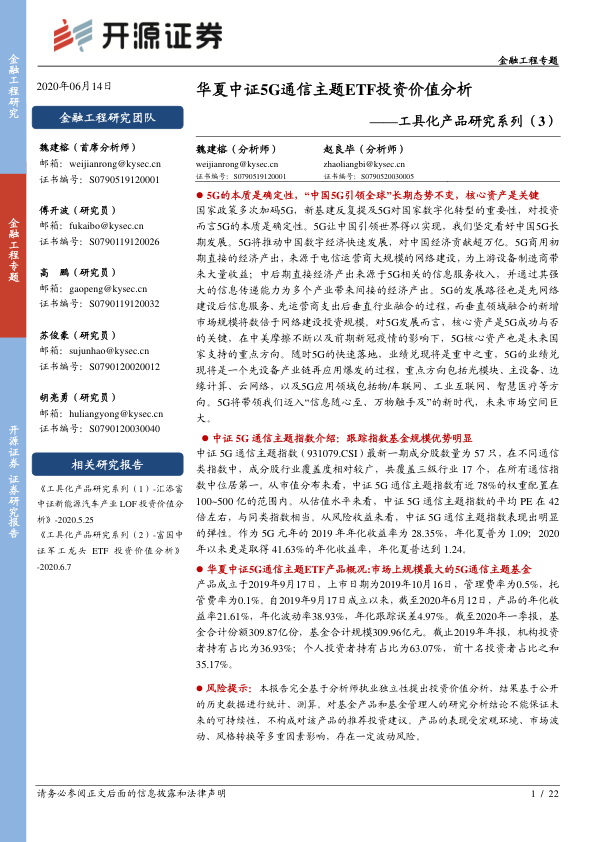 开源证券
金融工程专题
金融工程研究
金融工程专题
开源证券 证券研究报告
2020年06月14日
金融工程研究团队
魏建榕（首席分析师）
邮箱：weijianrong@kysec.cn
证书编号：S0790519120001
傅开波（研究员）
邮箱：fukaibo@kysec.cn
证书编号：S0790119120026
高　鹏（研究员）
邮箱：gaopeng@kysec.cn
证书编号：S0790119120032
苏俊豪（研究员）
邮箱：sujunhao@kysec.cn
证书编号：S0790120020012
胡亮勇（研究员）
邮箱：huliangyong@kysec.cn
证书编号：S0790120030040
相关研究报告
《工具化产品研究系列（1）-汇添富
中证新能源汽车产业 LOF 投资价值分
析》-2020.5.25
《工具化产品研究系列（2）-富国中
证军工龙头 ETF 投资价值分析》
-2020.6.7
华夏中证5G通信主题ETF投资价值分析
——工具化产品研究系列（3）
魏建榕（分析师） 赵良毕（分析师）
weijianrong@kysec.cn zhaoliangbi@kysec.cn
证书编号：S0790519120001 证书编号：S0790520030005
● 5G的本质是确定性，“中国5G引领全球”长期态势不变，核心资产是关键
国家政策多次加码5G，新基建反复提及5G对国家数字化转型的重要性，对投资
而言5G的本质是确定性。5G让中国引领世界得以实现，我们坚定看好中国5G长
期发展。5G将推动中国数字经济快速发展，对中国经济贡献超万亿。5G商用初
期直接的经济产出，来源于电信运营商大规模的网络建设，为上游设备制造商带
来大量收益；中后期直接经济产出来源于5G相关的信息服务收入，并通过其强
大的信息传递能力为多个产业带来间接的经济产出。5G的发展路径也是先网络
建设后信息服务、先运营商支出后垂直行业融合的过程，而垂直领域融合的新增
市场规模将数倍于网络建设投资规模。对5G发展而言，核心资产是5G成功与否
的关键，在中美摩擦不断以及前期新冠疫情的影响下，5G核心资产也是未来国
家支持的重点方向。随时5G的快速落地，业绩兑现将是重中之重，5G的业绩兑
现将是一个先设备产业链再应用爆发的过程，重点方向包括光模块、主设备、边
缘计算、云网络，以及5G应用领域包括物/车联网、工业互联网、智慧医疗等方
向。5G将带领我们迈入“信息随心至、万物触手及”的新时代，未来市场空间巨
大。
● 中证 5G 通信主题指数介绍：跟踪指数基金规模优势明显
中证 5G 通信主题指数（931079.CSI）最新一期成分股数量为 57 只，在不同通信
类指数中，成分股行业覆盖度相对较广，共覆盖三级行业 17 个，在所有通信指
数中位居第一。从市值分布来看，中证 5G 通信主题指数有近 78%的权重配置在
100~500 亿的范围内。从估值水平来看，中证 5G 通信主题指数的平均 PE 在 42
倍左右，与同类指数相当。从风险收益来看，中证 5G 通信主题指数表现出明显
的弹性。作为 5G 元年的 2019 年年化收益率为 28.35%，年化夏普为 1.09；2020
年以来更是取得 41.63%的年化收益率，年化夏普达到 1.24。
● 华夏中证5G通信主题ETF产品概况:市场上规模最大的5G通信主题基金
产品成立于2019年9月17日，上市日期为2019年10月16日，管理费率为0.5%，托
管费率为0.1%。自2019年9月17日成立以来，截至2020年6月12日，产品的年化收
益率21.61%，年化波动率38.93%，年化跟踪误差4.97%。截至2020年一季报，基
金合计份额309.87亿份，基金合计规模309.96亿元。截止2019年年报，机构投资
者持有占比为36.93%；个人投资者持有占比为63.07%，前十名投资者占比之和
35.17%。
● 风险提示：本报告完全基于分析师执业独立性提出投资价值分析，结果基于公开
的历史数据进行统计、测算。对基金产品和基金管理人的研究分析结论不能保证未
来的可持续性，不构成对该产品的推荐投资建议。产品的表现受宏观环境、市场波
动、风格转换等多重因素影响，存在一定波动风险。
请务必参阅正文后面的信息披露和法律声明
1 / 22